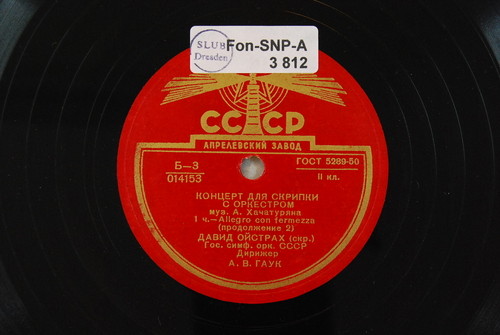 SLUB
Dresden
Fon-SNP-A
3 812
СССР
АПРЕЛЕВСКИЙ ЗАВОД
Б—3
014153
ГОСТ 5289-50
II кл.
КОНЦЕРТ ДЛЯ СКРИПКИ
С ОРКЕСТРОМ
муз. А. Хачатуряна
1 ч.—Allegro con fermezza
(продолжение 2)
ДАВИД ОЙСТРАХ (скр.)
Гос. симф. орк. СССР
Дирижер
А. В. ГАУК